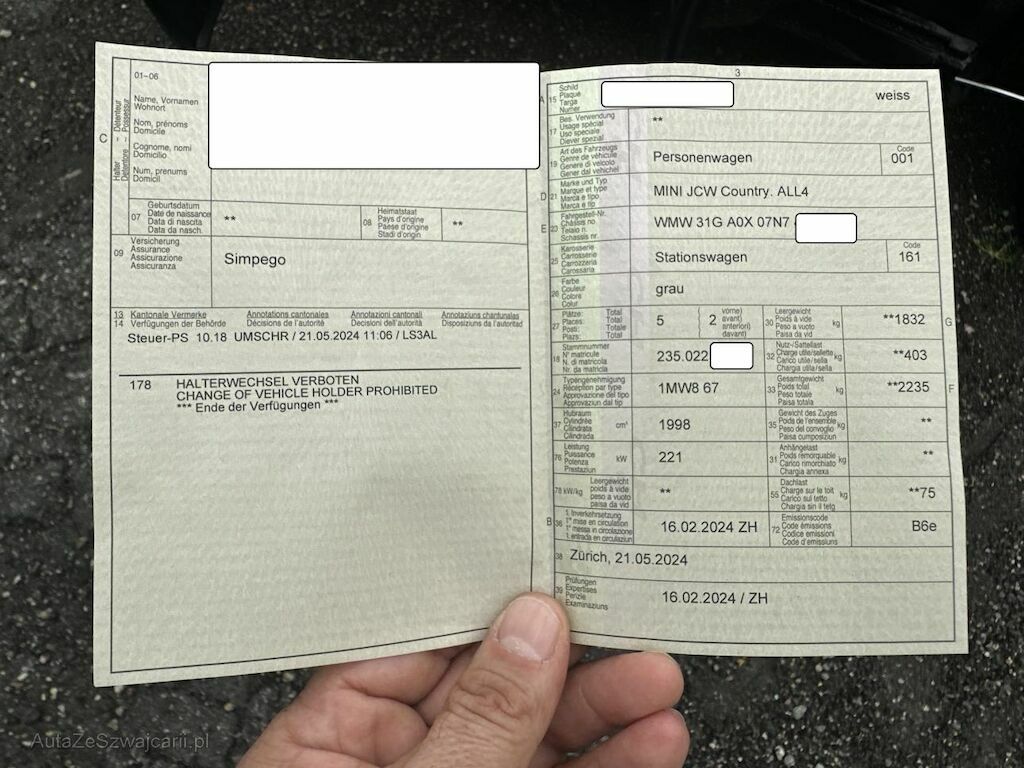 01–06
Name, Vornamen
Wohnort
Nom, prénoms
Domicile
Cognome, nomi
Domicilio
Num, prenums
Domicil
C
Halter – Détenteur
Detentore – Possessur
07
Geburtsdatum
Date de naissance
Data di nascita
Data da nasch.
**
08
Heimatstaat
Pays d'origine
Paese d'origine
Stadi d'origin
**
09
Versicherung
Assurance
Assicurazione
Assicuranza
Simpego
13 Kantonale Vermerke Annotations cantonales Annotazioni cantonali Annotaziuns chantunalas
14 Verfügungen der Behörde Décisions de l'autorité Decisioni dell'autorità Disposiziuns da l'autoritad
Steuer-PS 10.18 UMSCHR / 21.05.2024 11:06 / LS3AL
178 HALTERWECHSEL VERBOTEN
CHANGE OF VEHICLE HOLDER PROHIBITED
*** Ende der Verfügungen ***
3
A 15
Schild
Plaque
Targa
Numer
weiss
17
Bes. Verwendung
Usage spécial
Uso speciale
Diever spezial
**
19
Art des Fahrzeugs
Genre de véhicule
Genere di veicolo
Gener dal vehichel
Personenwagen
Code
001
D 21
Marke und Typ
Marque et type
Marca e tipo
Marca e tip
MINI JCW Country. ALL4
E 23
Fahrgestell-Nr.
Châssis no.
Telaio n.
Schassis nr.
WMW 31G A0X 07N7
25
Karosserie
Carrosserie
Carrozzeria
Carossaria
Stationswagen
Code
161
26
Farbe
Couleur
Colore
Colur
grau
27
Plätze: Total
Places: Total
Posti: Totale
Plazs: Total
5
( 2 vorne)
avant)
anteriori)
davant)
30
Leergewicht
Poids à vide
Peso a vuoto
Paisa da vid
kg
**1832
G
18
Stammnummer
N° matricule
N. di matricola
Nr. da matricla
235.022
32
Nutz-/Sattellast
Charge utile/sellette
Carico utile/sella
Chargia util/sella
kg
**403
24
Typengenehmigung
Réception par type
Approvazione del tipo
Approvaziun dal tip
1MW8 67
33
Gesamtgewicht
Poids total
Peso totale
Paisa totala
kg
**2235
F
37
Hubraum
Cylindrée
Cilindrata
Cilindrada
cm³
1998
35
Gewicht des Zuges
Poids de l'ensemble
Peso del convoglio
Paisa cumposiziun
kg
**
76
Leistung
Puissance
Potenza
Prestaziun
kW
221
31
Anhängelast
Poids remorquable
Carico rimorchiato
Chargia annexa
kg
**
78 kW/kg
Leergewicht
poids à vide
peso a vuoto
paisa da vid
**
55
Dachlast
Charge sur le toit
Carico sul tetto
Chargia sin il tetg
kg
**75
B 36
1. Inverkehrsetzung
1re mise en circulation
1a messa in circolazione
1. entrada en circulaziun
16.02.2024 ZH
72
Emissionscode
Code émissions
Codice emissioni
Code d'emissiuns
B6e
38
Zürich, 21.05.2024
39
Prüfungen
Expertises
Perizie
Examinaziuns
16.02.2024 / ZH
AutaZeSzwajcarii.pl